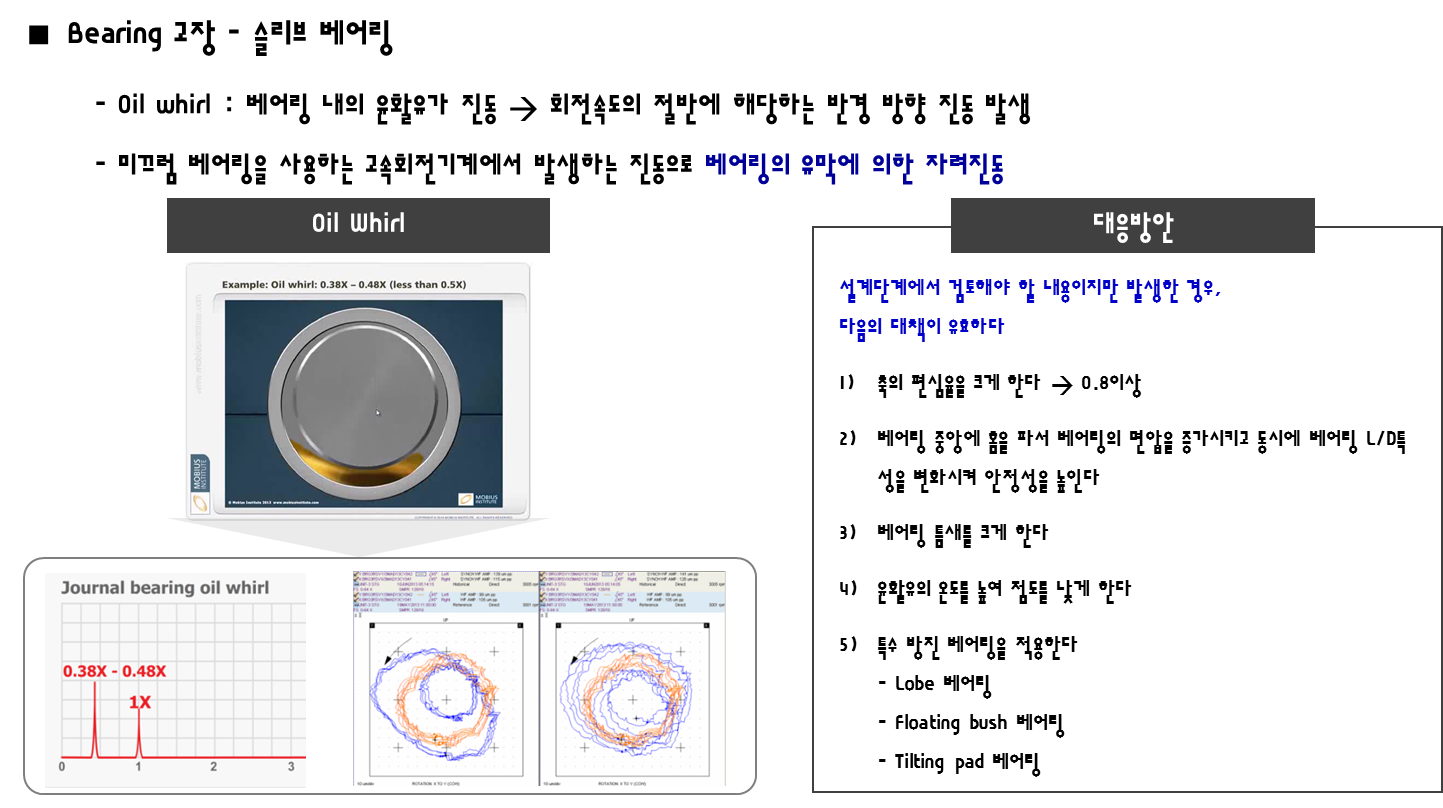 ■ Bearing 고장 - 슬리브 베어링
- Oil whirl : 베어링 내의 윤활유가 진동 → 회전속도의 절반에 해당하는 반경 방향 진동 발생
- 미끄럼 베어링을 사용하는 고속회전기계에서 발생하는 진동으로 베어링의 유막에 의한 자려진동
Oil Whirl
Example: Oil whirl: 0.38X – 0.48X (less than 0.5X)
MOBIUS INSTITUTE
MOBIUS
INSTITUTE
Journal bearing oil whirl
0.38X - 0.48X
1X
0 1 2 3
UP
UP
ROTATION: X TO Y (CCW)
ROTATION: X TO Y (CCW)
대응방안
설계단계에서 검토해야 할 내용이지만 발생한 경우,
다음의 대책이 유효하다
1) 축의 편심율을 크게 한다 → 0.8이상
2) 베어링 중앙에 홈을 파서 베어링의 면압을 증가시키고 동시에 베어링 L/D특
성을 변화시켜 안정성을 높인다
3) 베어링 틈새를 크게 한다
4) 윤활유의 온도를 높여 점도를 낮게 한다
5) 특수 방진 베어링을 적용한다
- Lobe 베어링
- Floating bush 베어링
- Tilting pad 베어링